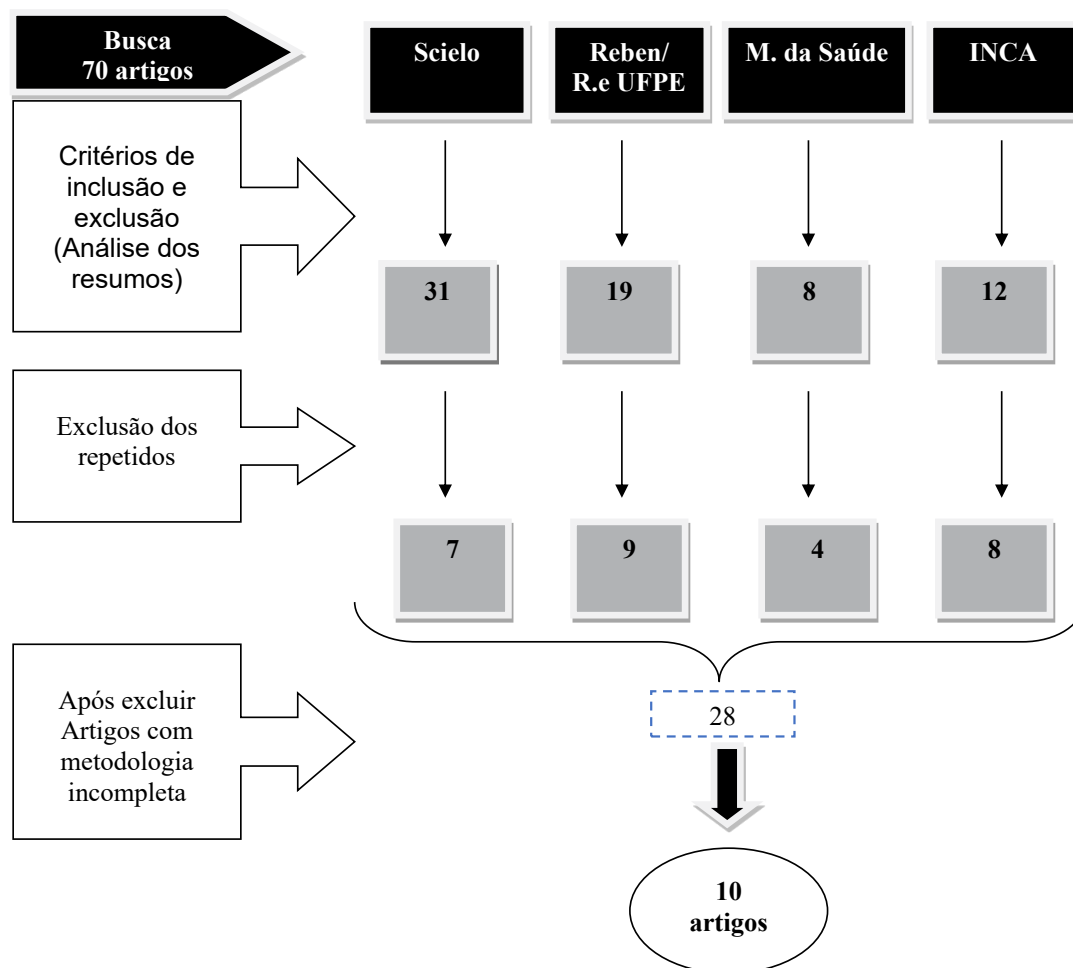 Busca
70 artigos
Scielo
Reben/
R.e UFPE
M. da Saúde
INCA
Critérios de
inclusão e
exclusão
(Análise dos
resumos)
31
19
8
12
Exclusão dos
repetidos
7
9
4
8
Após excluir
Artigos com
metodologia
incompleta
28
10
artigos